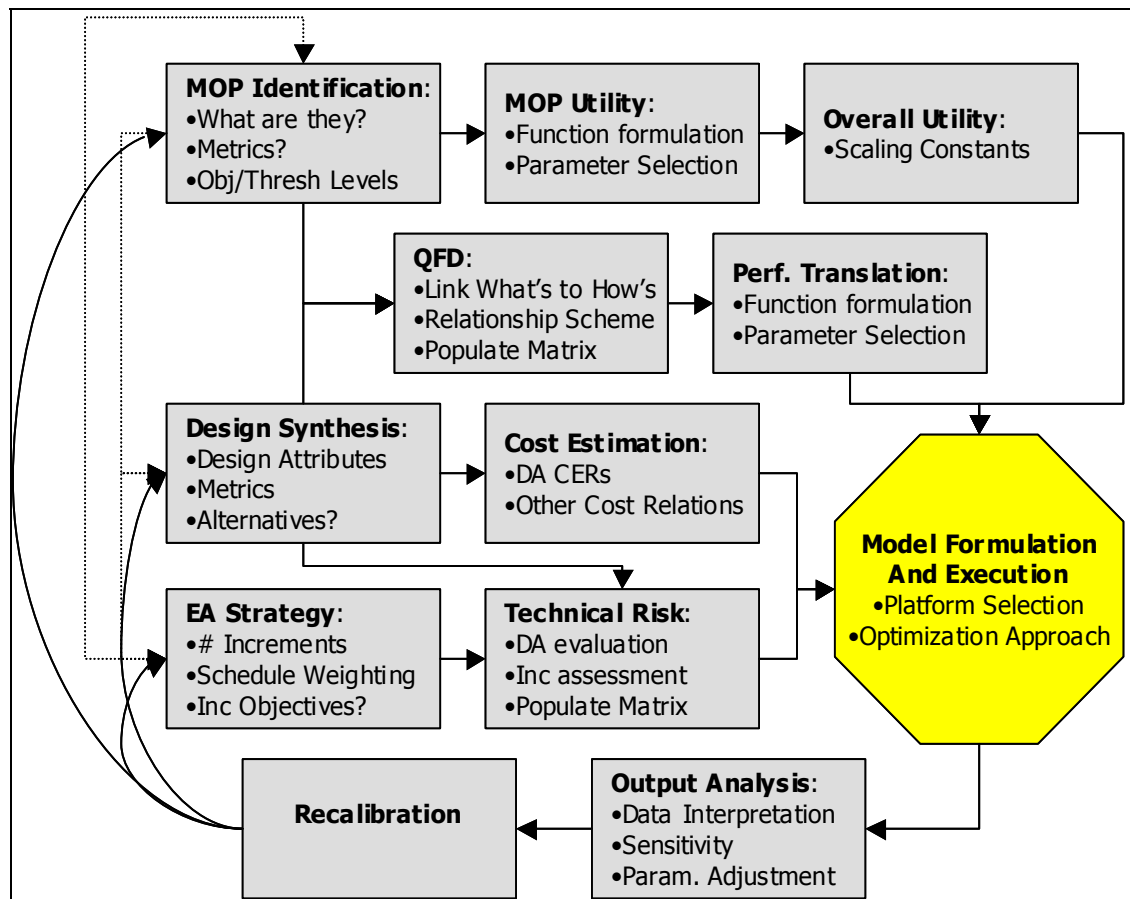 MOP Identification:
•What are they?
•Metrics?
•Obj/Thresh Levels
MOP Utility:
•Function formulation
•Parameter Selection
Overall Utility:
•Scaling Constants
QFD:
•Link What's to How's
•Relationship Scheme
•Populate Matrix
Perf. Translation:
•Function formulation
•Parameter Selection
Design Synthesis:
•Design Attributes
•Metrics
•Alternatives?
Cost Estimation:
•DA CERs
•Other Cost Relations
Model Formulation
And Execution
•Platform Selection
•Optimization Approach
EA Strategy:
•# Increments
•Schedule Weighting
•Inc Objectives?
Technical Risk:
•DA evaluation
•Inc assessment
•Populate Matrix
Output Analysis:
•Data Interpretation
•Sensitivity
•Param. Adjustment
Recalibration